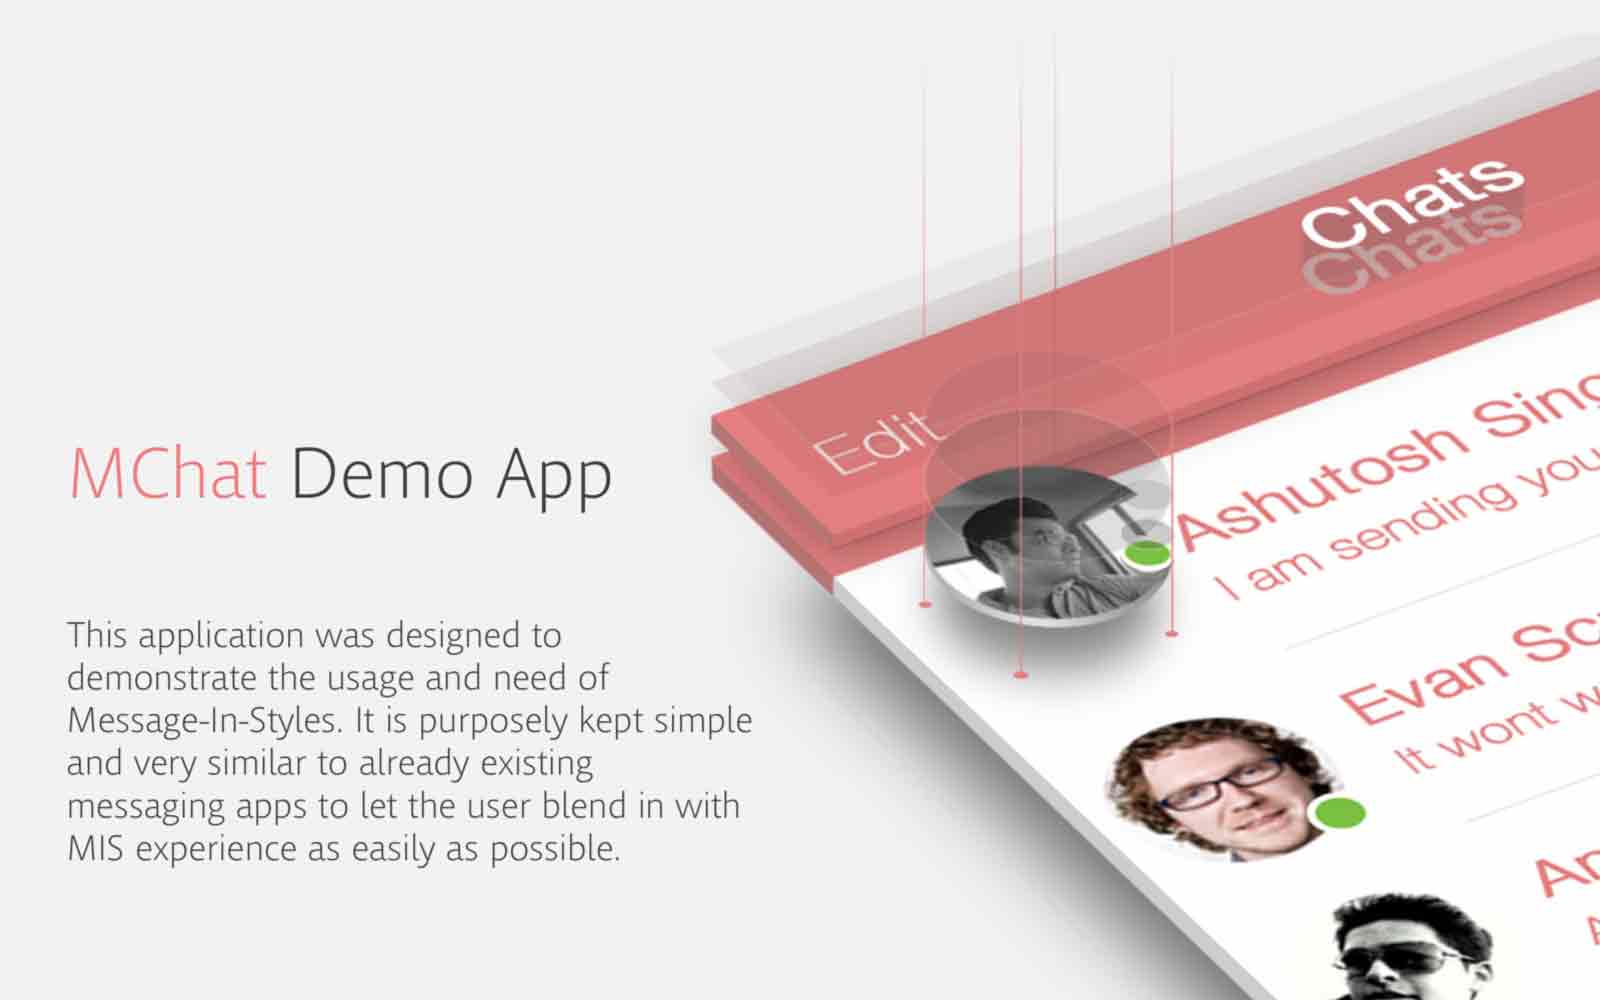 MChat Demo App
This application was designed to
demonstrate the usage and need of
Message-In-Styles. It is purposely kept simple
and very similar to already existing
messaging apps to let the user blend in with
MIS experience as easily as possible.
Chats
Chats
Edit
Ashutosh
I am sending you
Evan
It wont